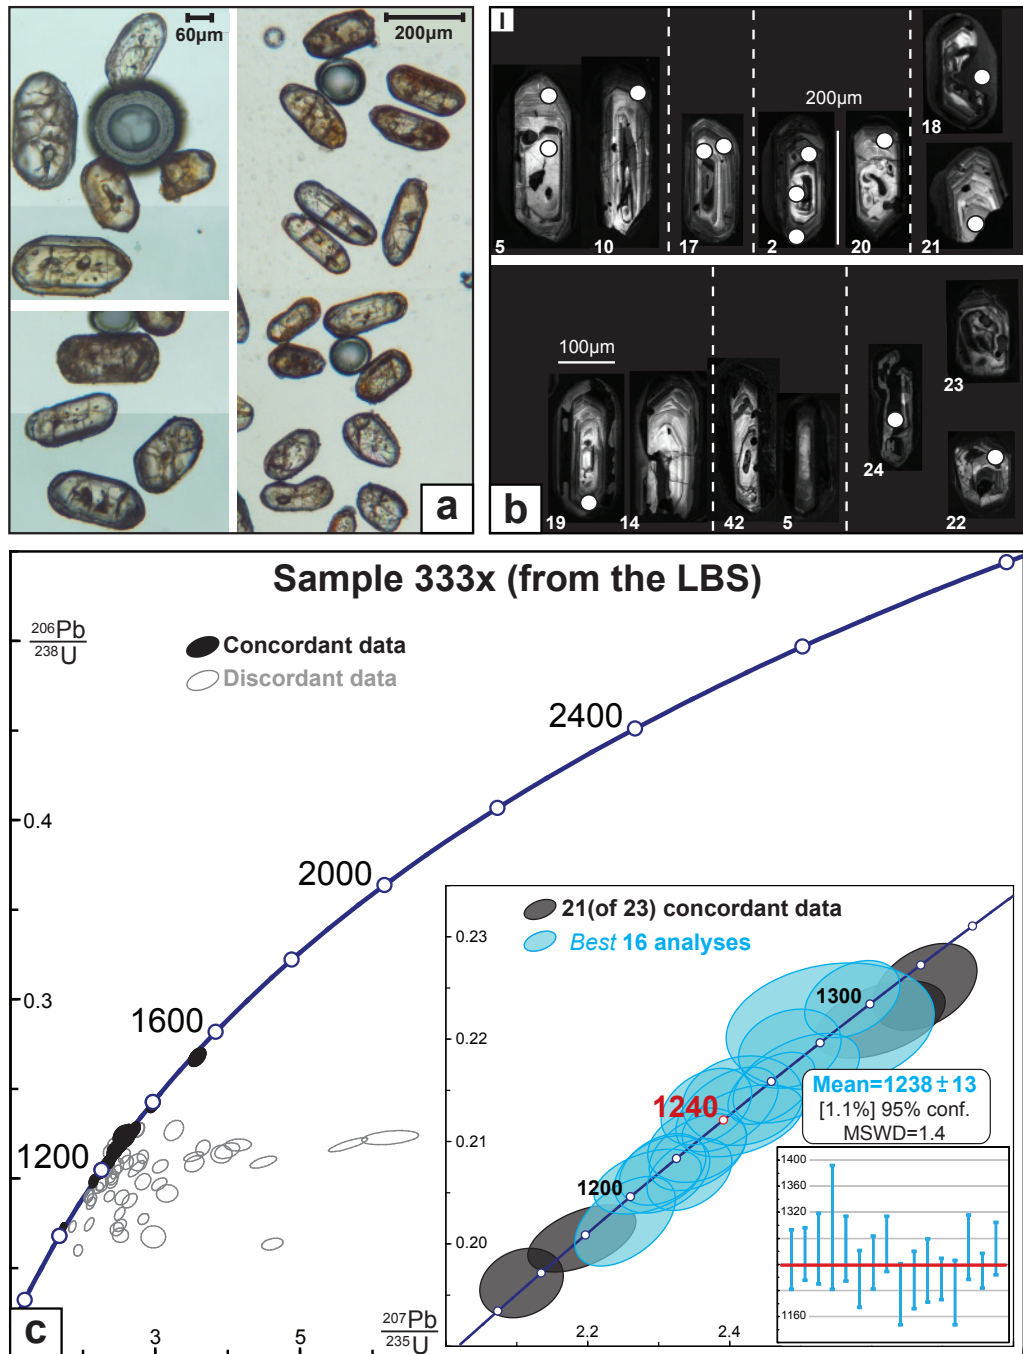 60µm
200µm
a
I
5
10
17
2
20
200µm
18
21
100µm
19
14
42
5
24
23
22
b
Sample 333x (from the LBS)
206Pb
238U
Concordant data
Discordant data
2400
2000
1600
1200
0.4
0.3
3
5
207Pb
235U
c
21(of 23) concordant data
Best 16 analyses
0.23
0.22
0.21
0.20
1300
1240
1200
2.2
2.4
Mean=1238±13
[1.1%] 95% conf.
MSWD=1.4
1400
1360
1320
1160